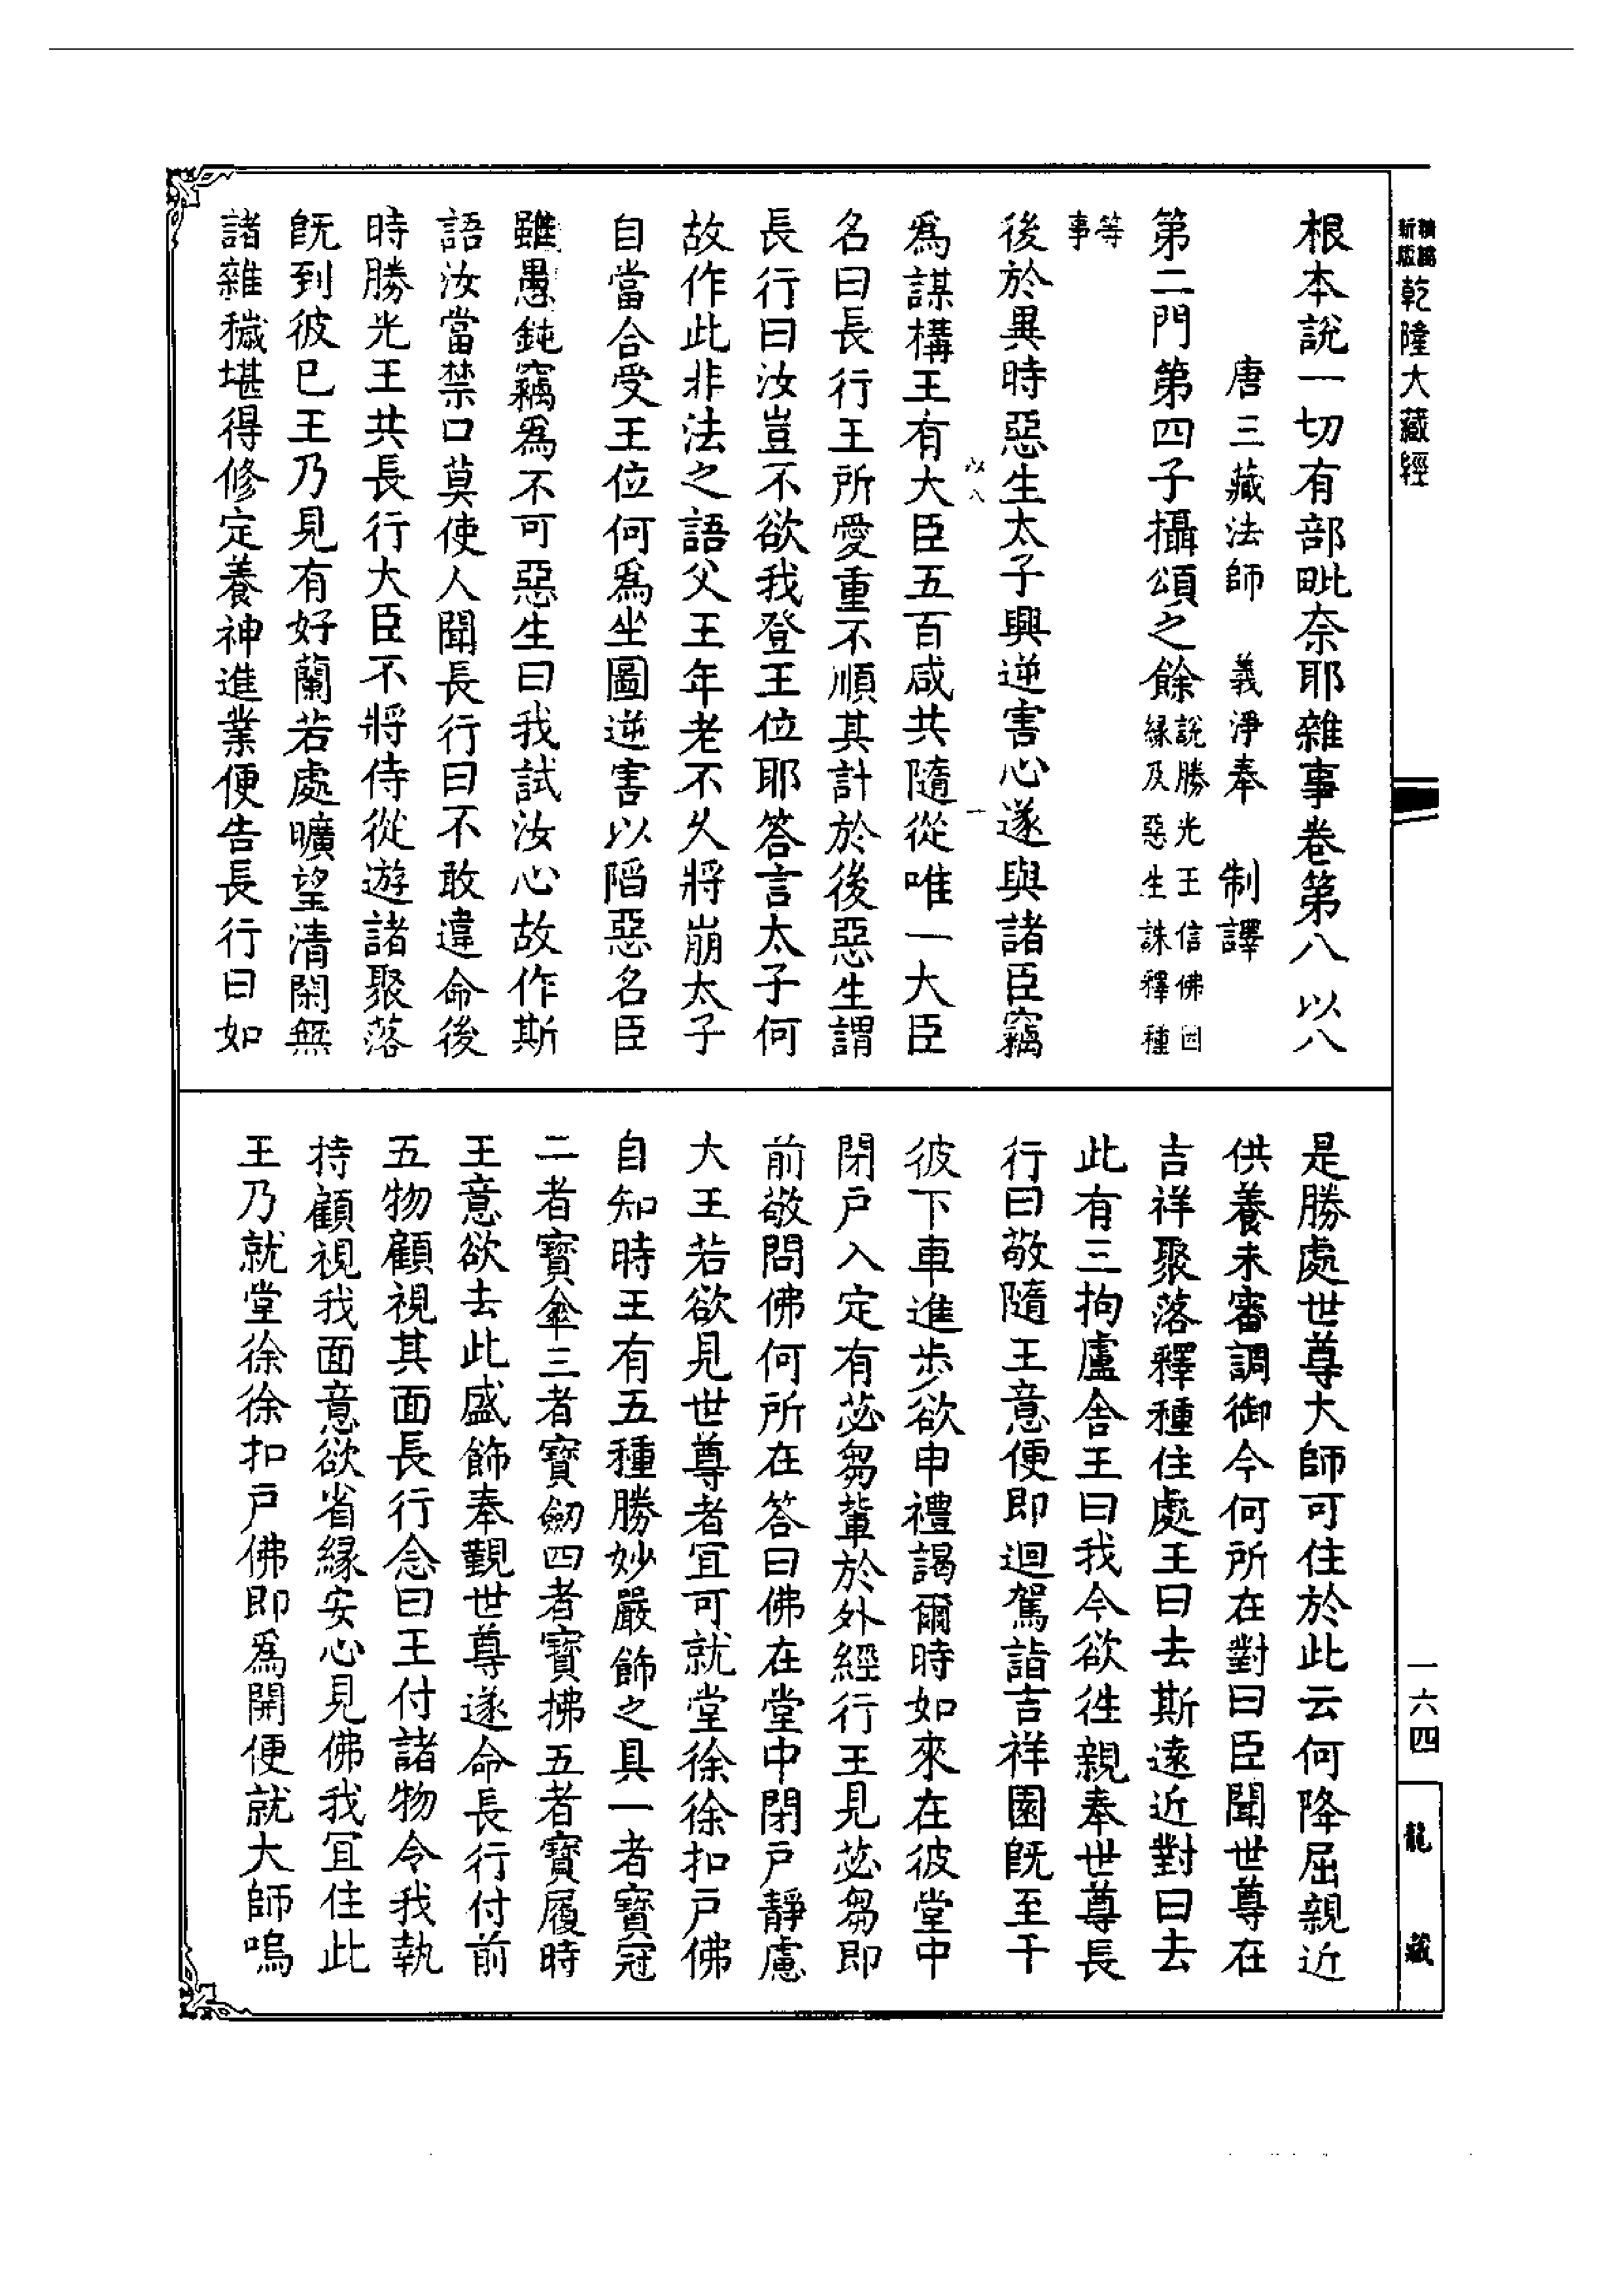 乾隆大藏經
根本說一切有部毗奈耶雜事卷第八 以八
唐三藏法師 義淨奉 制譯
第二門第四子攝頌之餘說勝光王信佛因緣及惡生誅釋種
等事
後於異時惡生太子興逆害心遂與諸臣竊
以八 一
為謀構王有大臣五百咸共隨從唯一大臣
名曰長行王所愛重不順其計於後惡生謂
長行曰汝豈不欲我登王位耶答言太子何
故作此非法之語父王年老不久將崩太子
自當合受王位何為坐圖逆害以陷惡名臣
雖愚鈍竊為不可惡生曰我試汝心故作斯
語汝當禁口莫使人聞長行曰不敢違命後
時勝光王共長行大臣不將侍從遊諸聚落
旣到彼已王乃見有好蘭若處曠望清閑無
諸雜穢堪得修定養神進業便告長行曰如
是勝處世尊大師可住於此云何降屈親近
供養未審調御今何所在對曰臣聞世尊在
吉祥聚落釋種住處王曰去斯遠近對曰去
此有三拘盧舍王曰我今欲往親奉世尊長
行曰敬隨王意便即迴駕詣吉祥園旣至于
彼下車進步欲申禮謁爾時如來在彼堂中
閉戶入定有苾芻輩於外經行王見苾芻即
前敬問佛何所在答曰佛在堂中閉戶靜慮
大王若欲見世尊者宜可就堂徐徐扣戶佛
自知時王有五種勝妙嚴飾之具一者寶冠
二者寶傘三者寶劒四者寶拂五者寶履時
王意欲去此盛飾奉覲世尊遂命長行付前
五物顧視其面長行念曰王付諸物令我執
持顧視我面意欲省緣安心見佛我宜住此
王乃就堂徐徐扣戶佛即為開便就大師嗚
一六四
龍藏